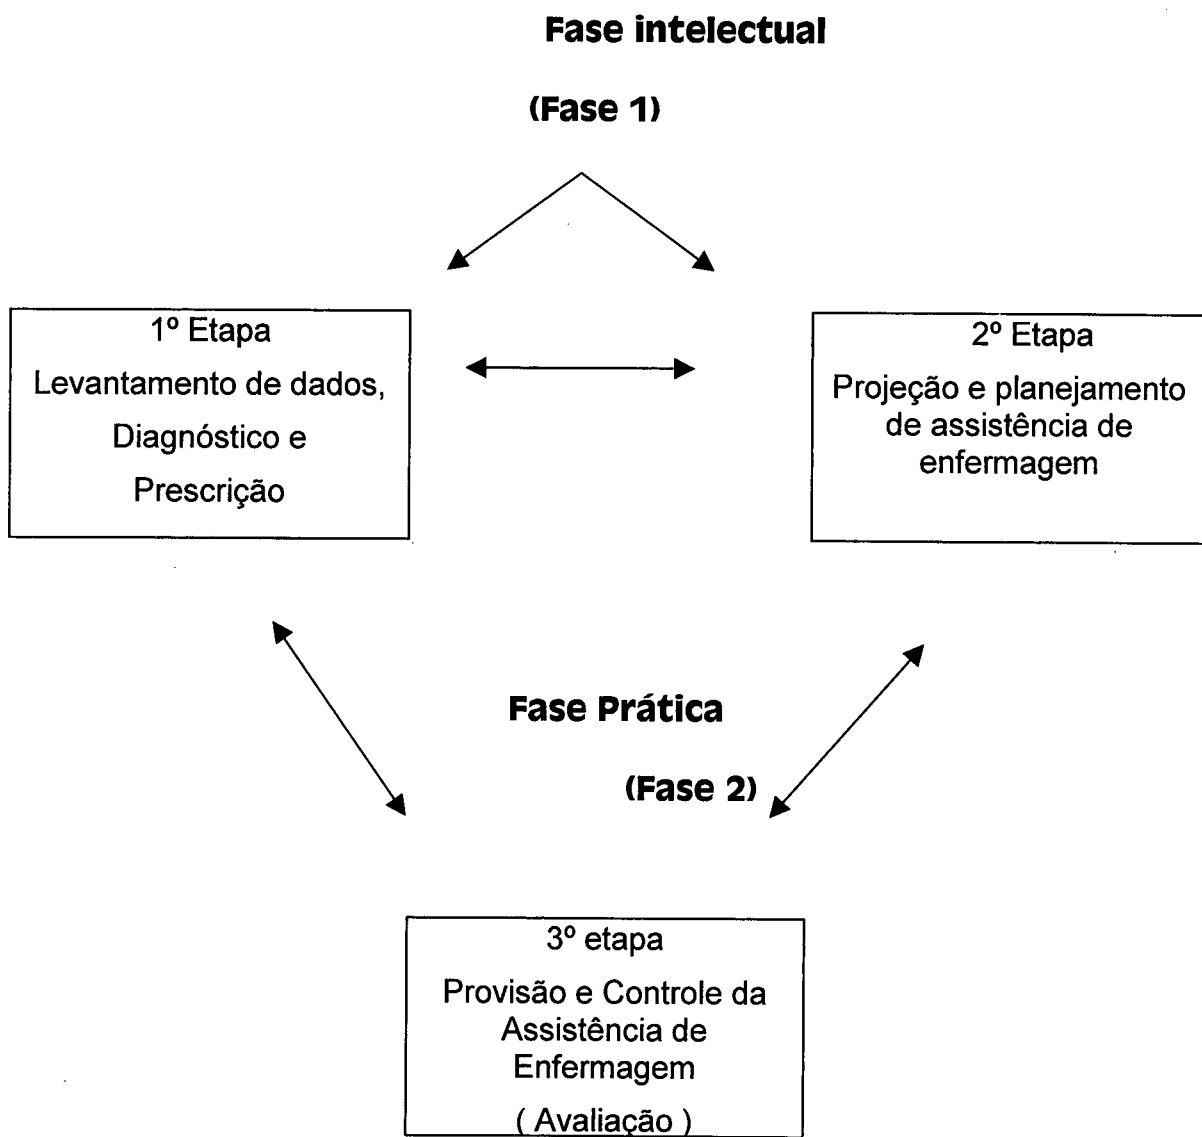 Fase intelectual
(Fase 1)
1º Etapa
Levantamento de dados,
Diagnóstico e
Prescrição
2º Etapa
Projeção e planejamento
de assistência de
enfermagem
Fase Prática
(Fase 2)
3º etapa
Provisão e Controle da
Assistência de
Enfermagem
( Avaliação )